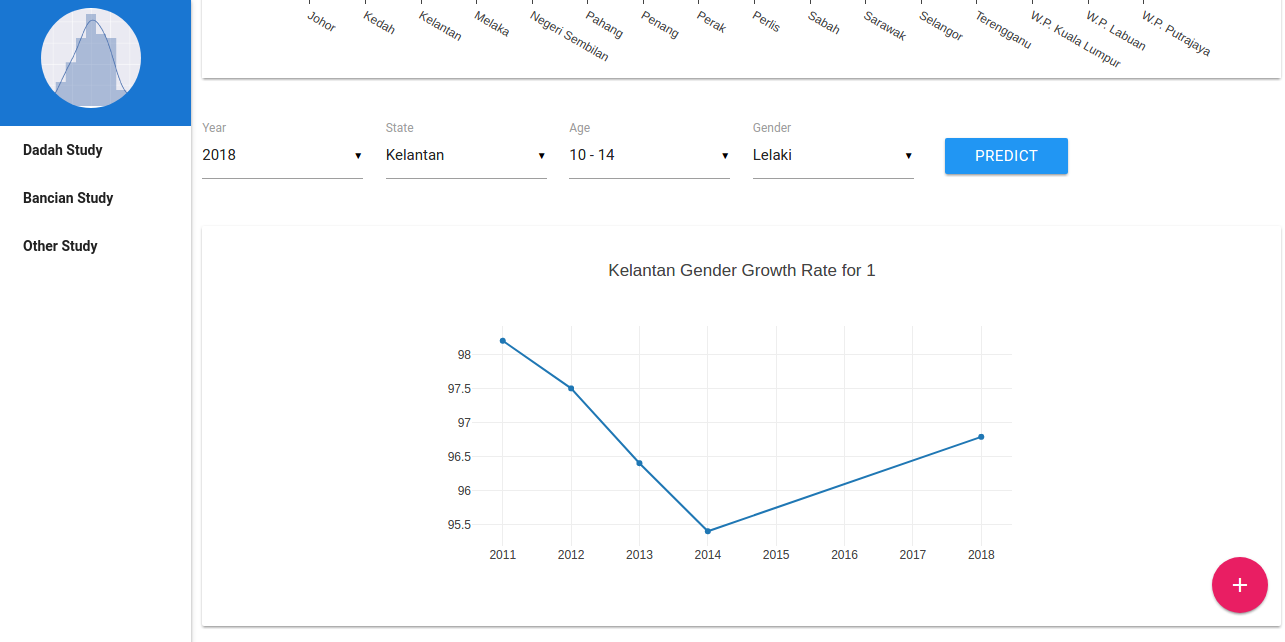 Johor Kedah Kelantan Melaka Negeri Sembilan Pahang Penang Perak Perlis Sabah Sarawak Selangor Terengganu W.P. Kuala Lumpur W.P. Labuan W.P. Putrajaya
Dadah Study
Bancian Study
Other Study
Year State Age Gender
2018 ▼ Kelantan ▼ 10 - 14 ▼ Lelaki ▼ PREDICT
Kelantan Gender Growth Rate for 1
98
97.5
97
96.5
96
95.5
2011 2012 2013 2014 2015 2016 2017 2018
+